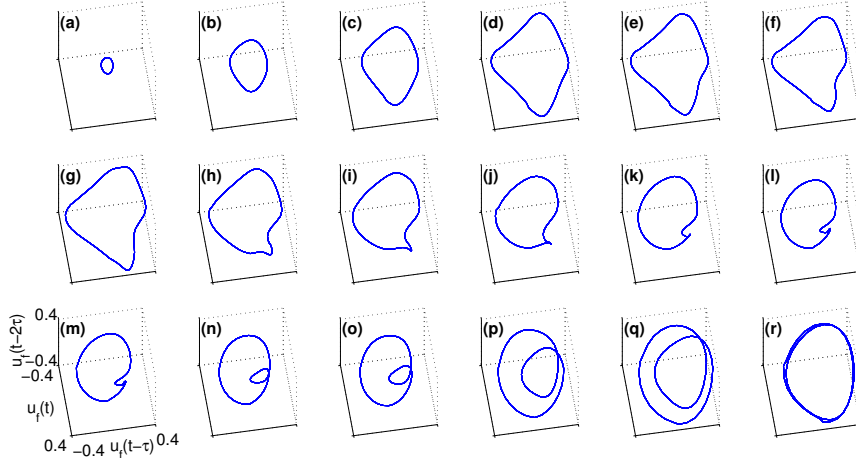 (a) (b) (c) (d) (e) (f)
(g) (h) (i) (j) (k) (l)
(m) (n) (o) (p) (q) (r)
0.4
u_f(t−2τ)
−0.4
−0.4
u_f(t)
0.4
−0.4
u_f(t−τ)
0.4